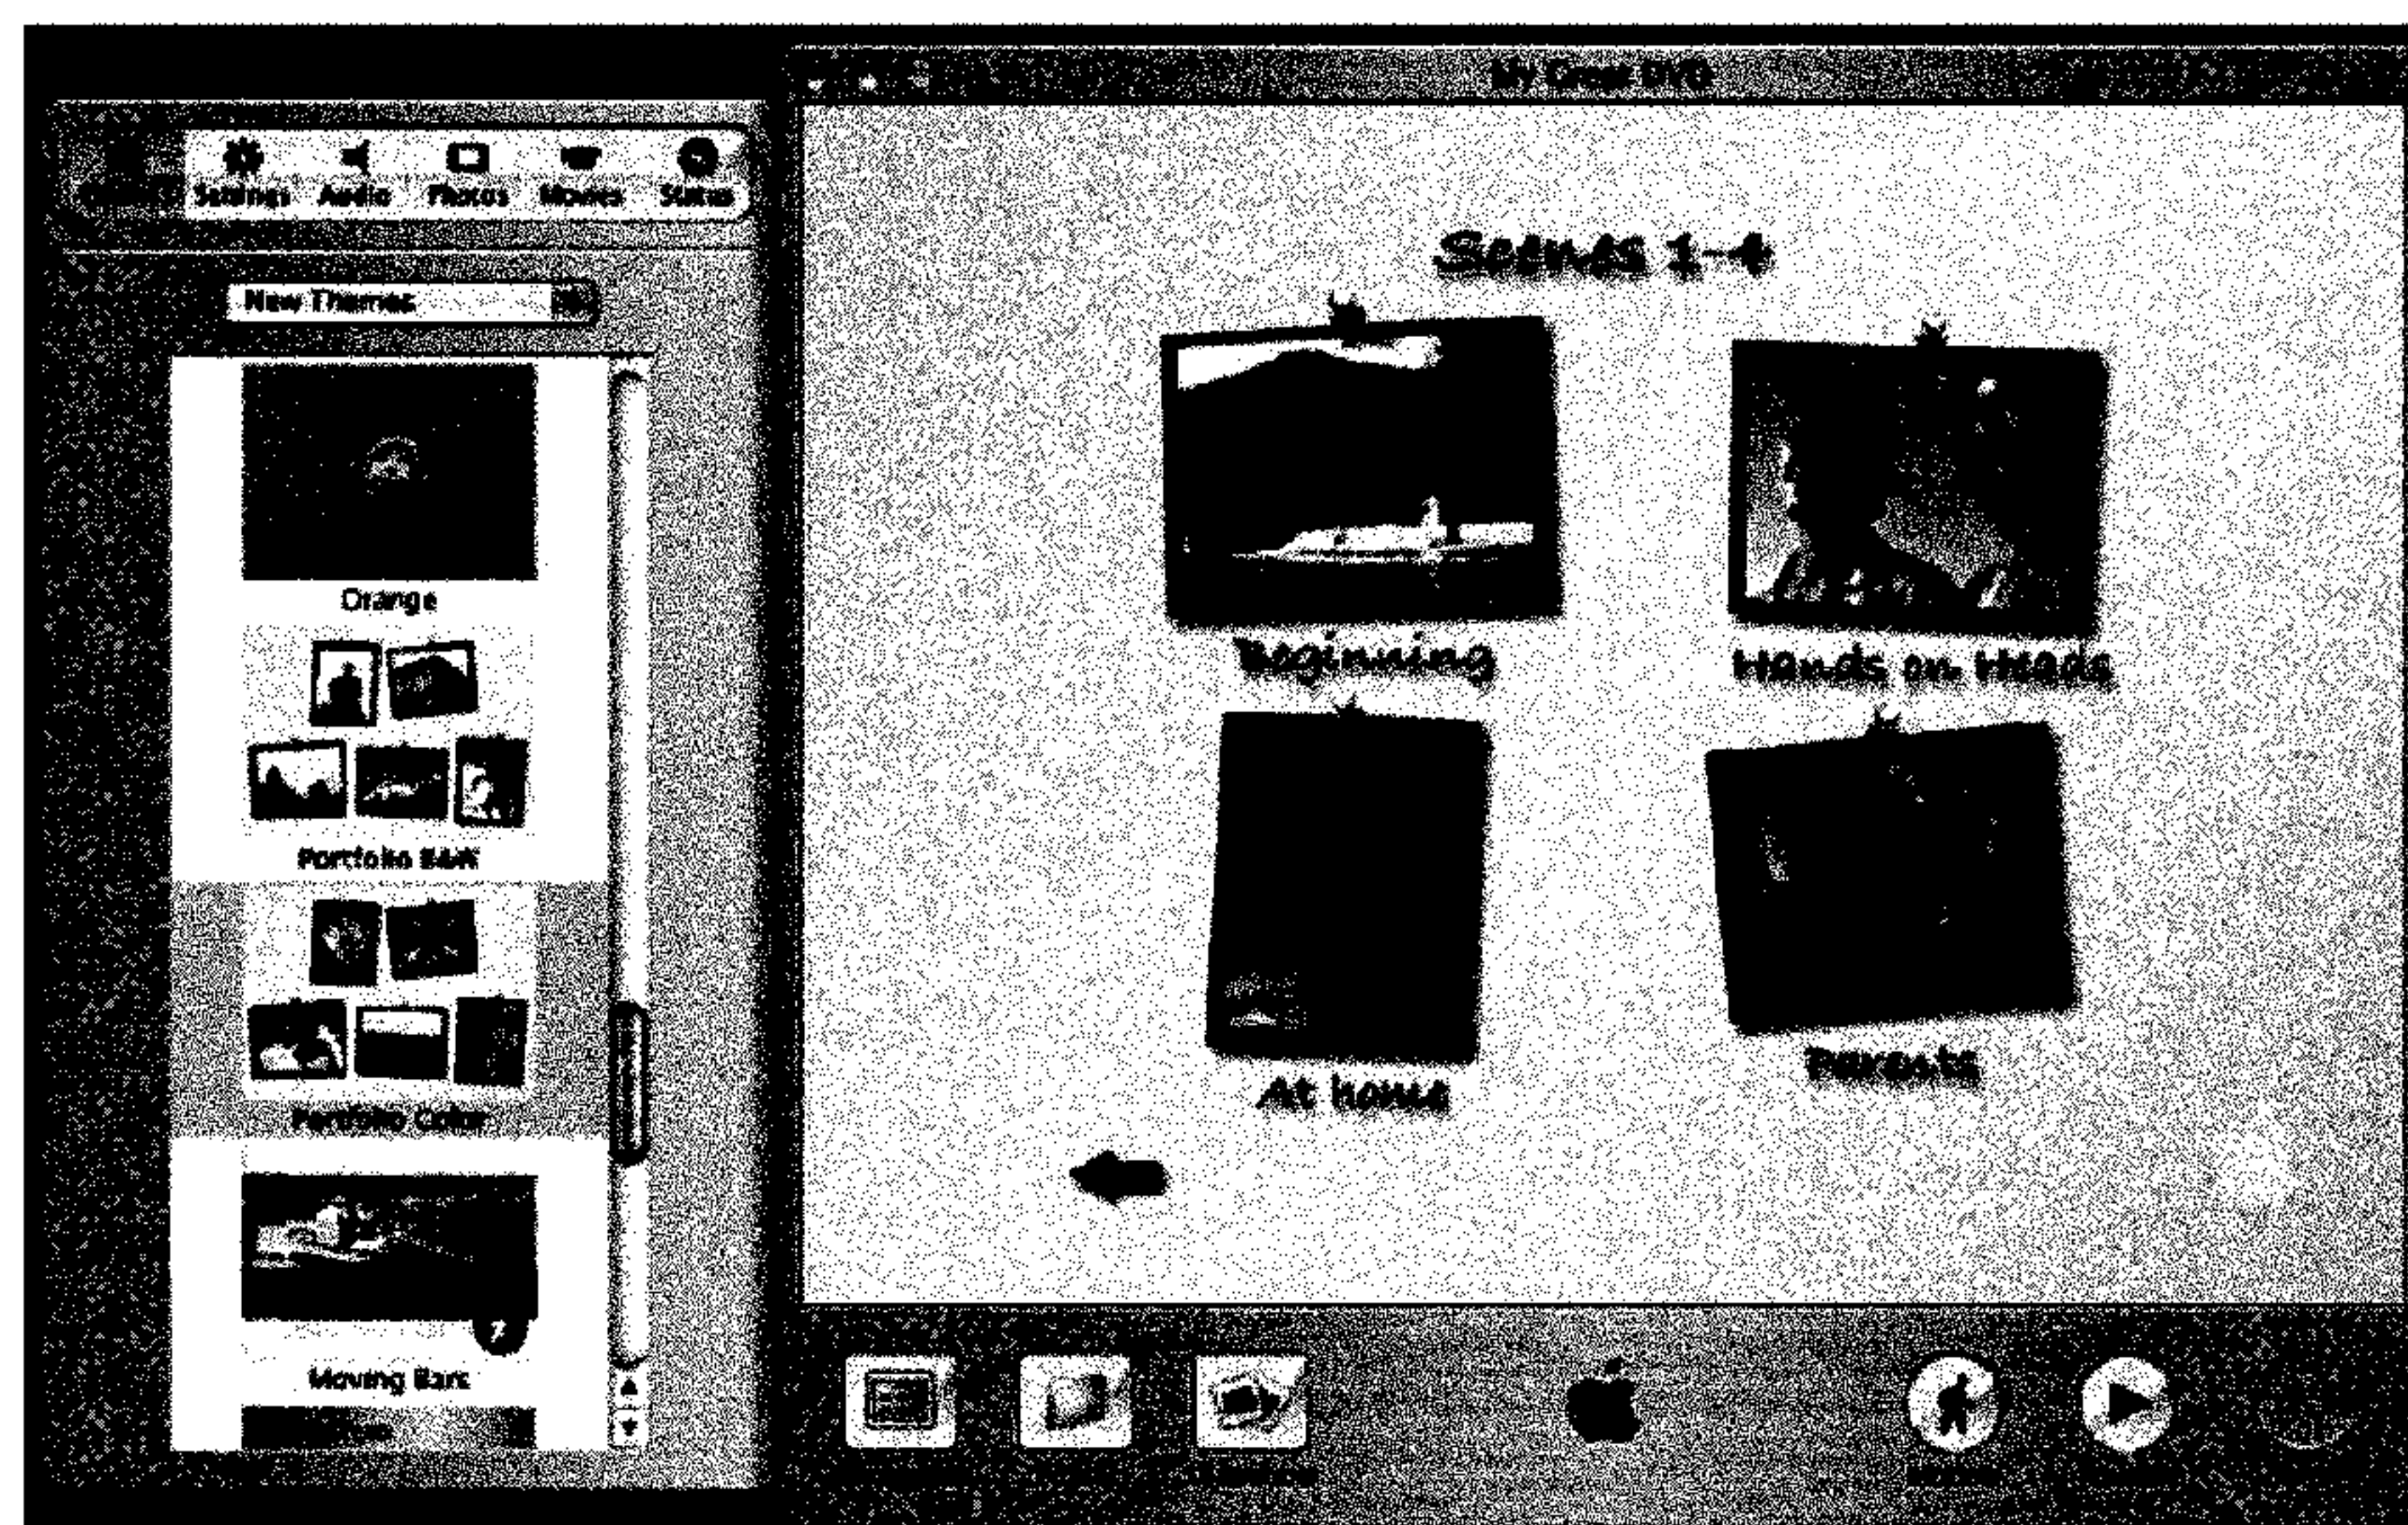 My Great DVD
Settings Audio Photos Movies Status
New Themes
Orange
Portfolio B&W
Portfolio Color
Moving Bars
Scenes 1-4
Beginning
Hands on Heads
At home
Parents